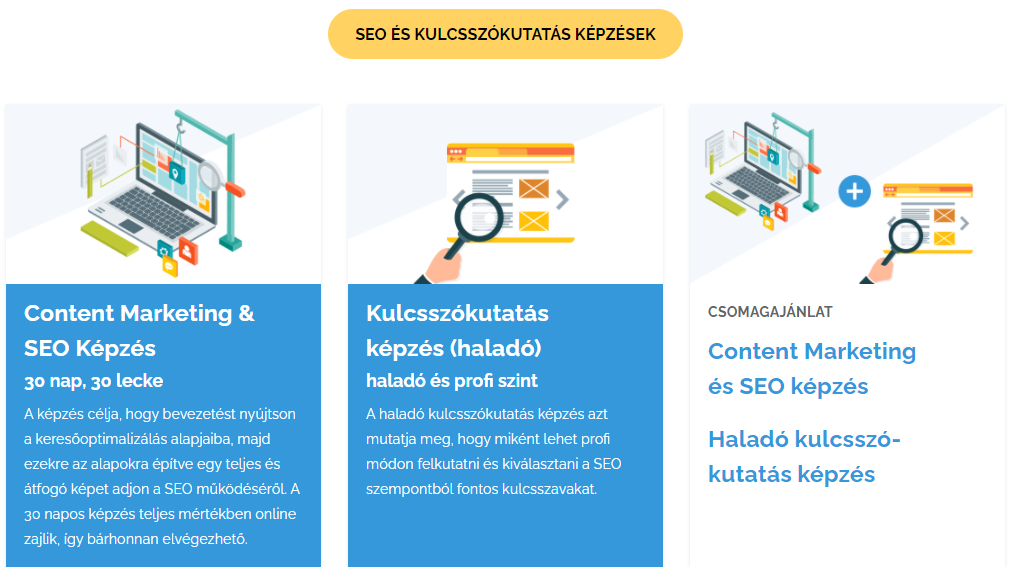 SEO ÉS KULCSSZÓKUTATÁS KÉPZÉSEK
Content Marketing &
SEO Képzés
30 nap, 30 lecke
A képzés célja, hogy bevezetést nyújtson
a keresőoptimalizálás alapjaiba, majd
ezekre az alapokra építve egy teljes és
átfogó képet adjon a SEO működéséről. A
30 napos képzés teljes mértékben online
zajlik, így bárhonnan elvégezhető.
Kulcsszókutatás
képzés (haladó)
haladó és profi szint
A haladó kulcsszókutatás képzés azt
mutatja meg, hogy miként lehet profi
módon felkutatni és kiválasztani a SEO
szempontból fontos kulcsszavakat.
CSOMAGAJÁNLAT
Content Marketing
és SEO képzés
Haladó kulcsszó-
kutatás képzés